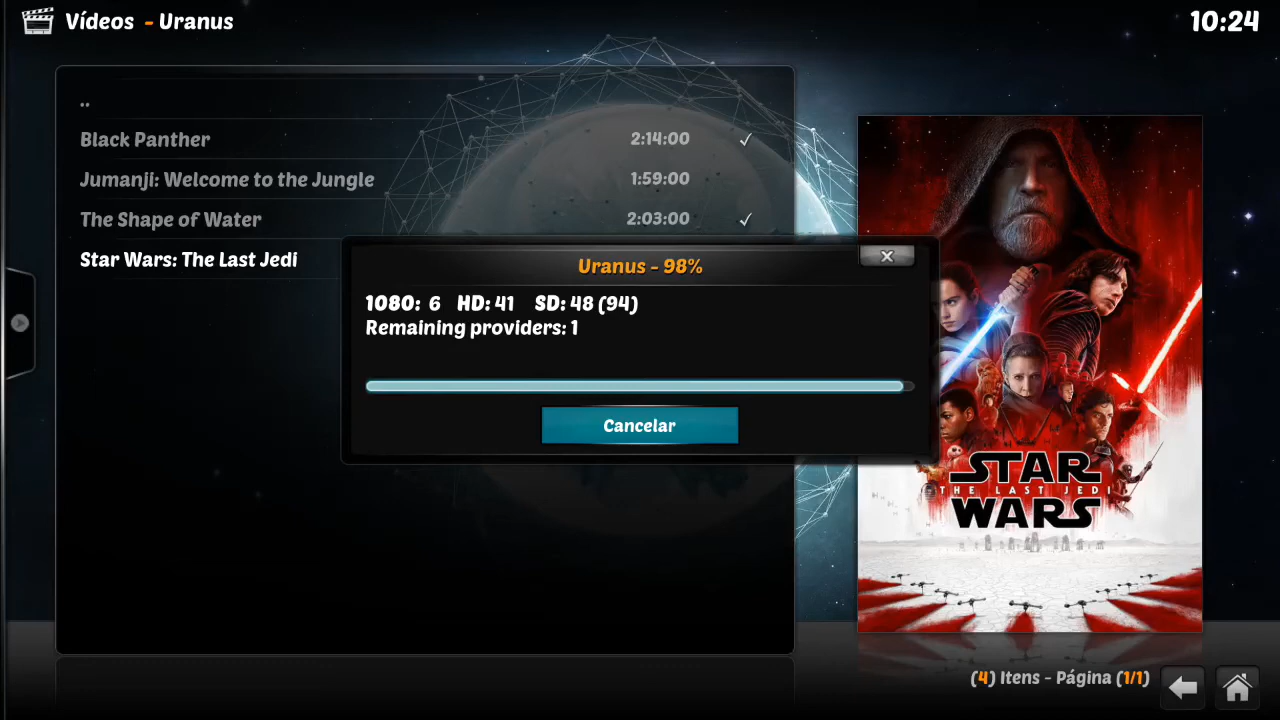 Vídeos - Uranus
10:24
..
Black Panther 2:14:00 ✓
Jumanji: Welcome to the Jungle 1:59:00
The Shape of Water 2:03:00 ✓
Star Wars: The Last Jedi
Uranus - 98%
1080: 6 HD: 41 SD: 48 (94)
Remaining providers: 1
Cancelar
STAR
THE LAST JEDI
WARS
(4) Itens - Página (1/1)